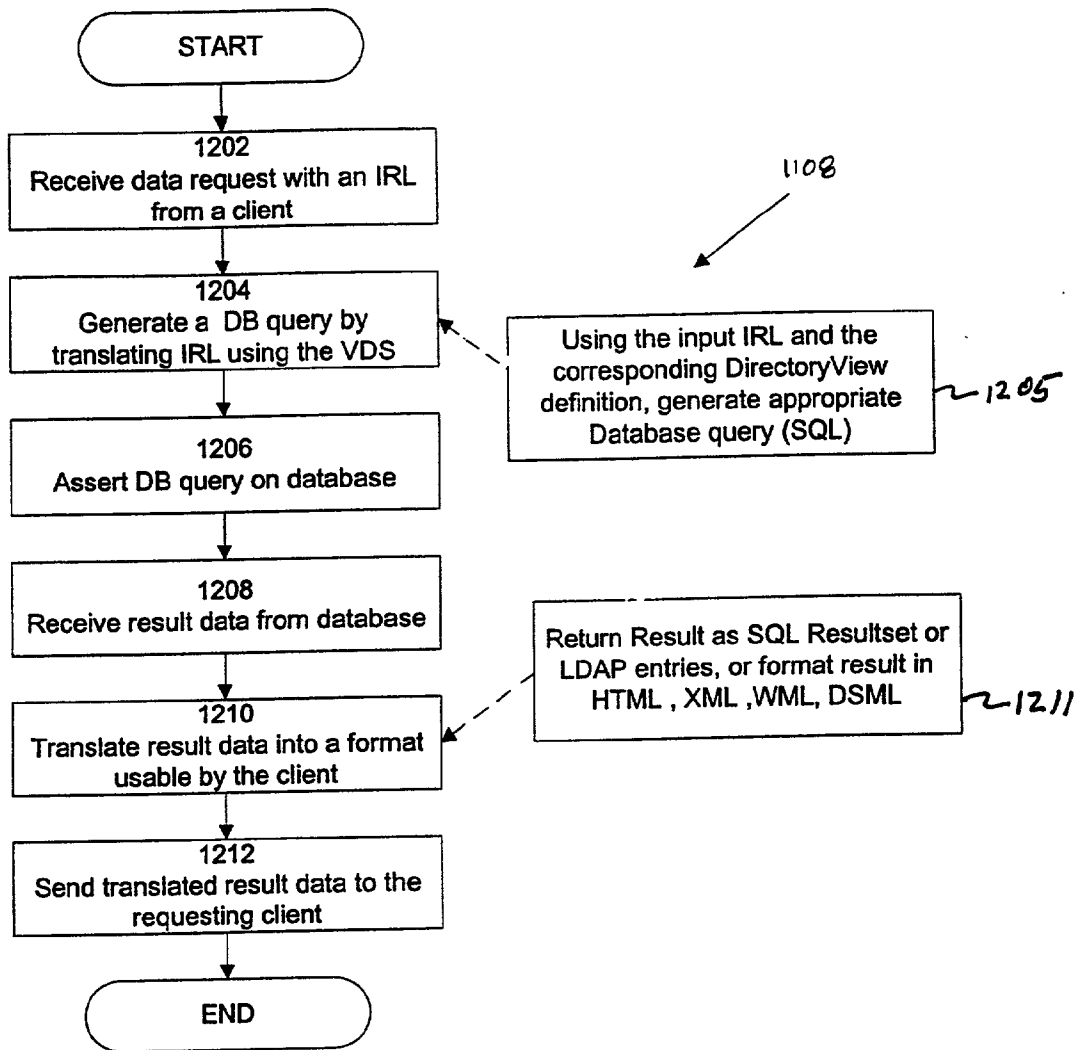 START
1202
Receive data request with an IRL
from a client
1108
1204
Generate a DB query by
translating IRL using the VDS
Using the input IRL and the
corresponding DirectoryView
definition, generate appropriate
Database query (SQL)
1205
1206
Assert DB query on database
1208
Receive result data from database
Return Result as SQL Resultset or
LDAP entries, or format result in
HTML , XML ,WML, DSML
1211
1210
Translate result data into a format
usable by the client
1212
Send translated result data to the
requesting client
END